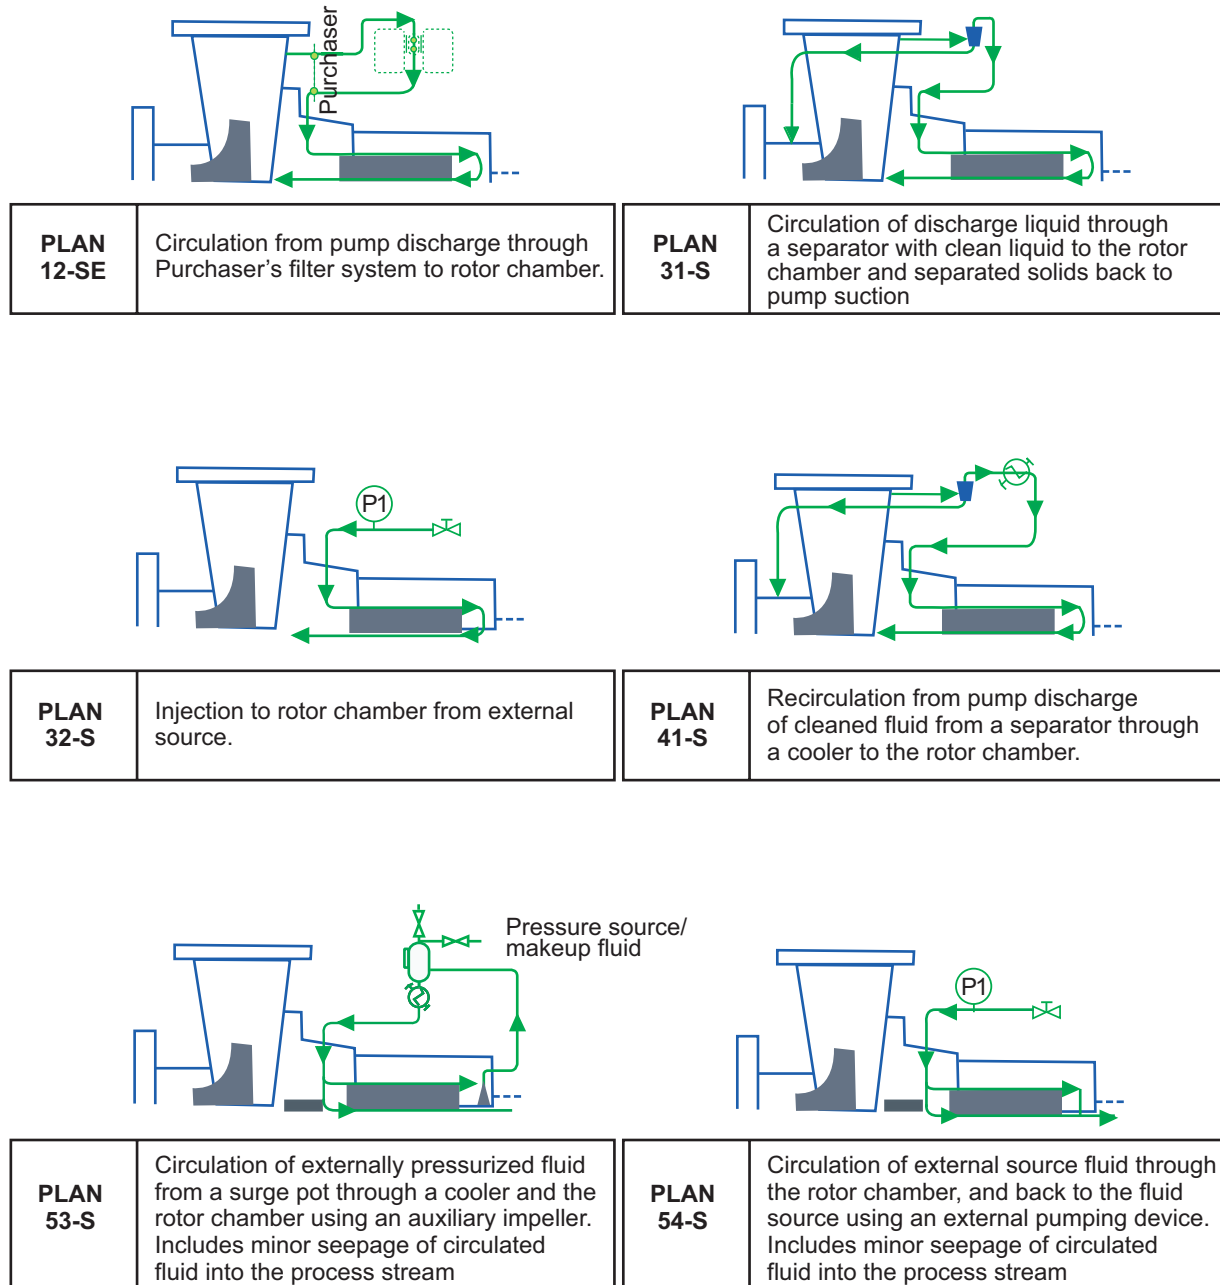 Purchaser
PLAN
12-SE
Circulation from pump discharge through
Purchaser’s filter system to rotor chamber.
PLAN
31-S
Circulation of discharge liquid through
a separator with clean liquid to the rotor
chamber and separated solids back to
pump suction
P1
PLAN
32-S
Injection to rotor chamber from external
source.
PLAN
41-S
Recirculation from pump discharge
of cleaned fluid from a separator through
a cooler to the rotor chamber.
Pressure source/
makeup fluid
P1
PLAN
53-S
Circulation of externally pressurized fluid
from a surge pot through a cooler and the
rotor chamber using an auxiliary impeller.
Includes minor seepage of circulated
fluid into the process stream
PLAN
54-S
Circulation of external source fluid through
the rotor chamber, and back to the fluid
source using an external pumping device.
Includes minor seepage of circulated
fluid into the process stream